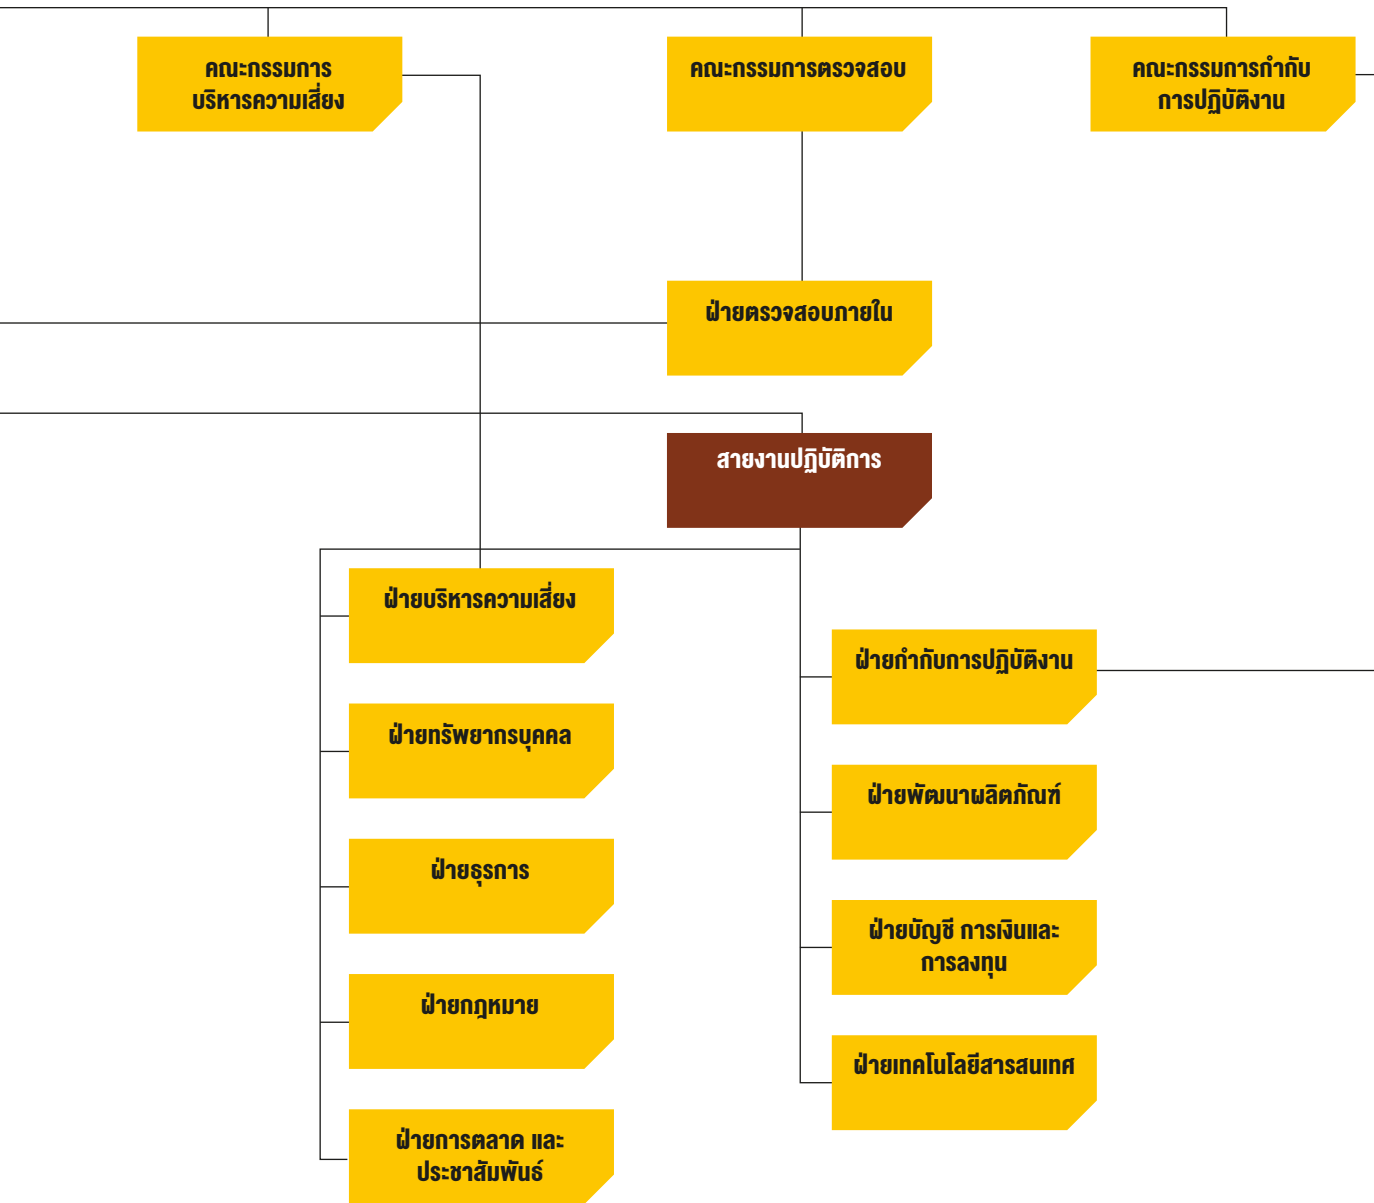 คณะกรรมการ
บริหารความเสี่ยง
คณะกรรมการตรวจสอบ
คณะกรรมการกำกับ
การปฏิบัติงาน
ฝ่ายตรวจสอบภายใน
สายงานปฏิบัติการ
ฝ่ายบริหารความเสี่ยง
ฝ่ายทรัพยากรบุคคล
ฝ่ายธุรการ
ฝ่ายกฎหมาย
ฝ่ายการตลาด และ
ประชาสัมพันธ์
ฝ่ายกำกับการปฏิบัติงาน
ฝ่ายพัฒนาผลิตภัณฑ์
ฝ่ายบัญชี การเงินและ
การลงทุน
ฝ่ายเทคโนโลยีสารสนเทศ